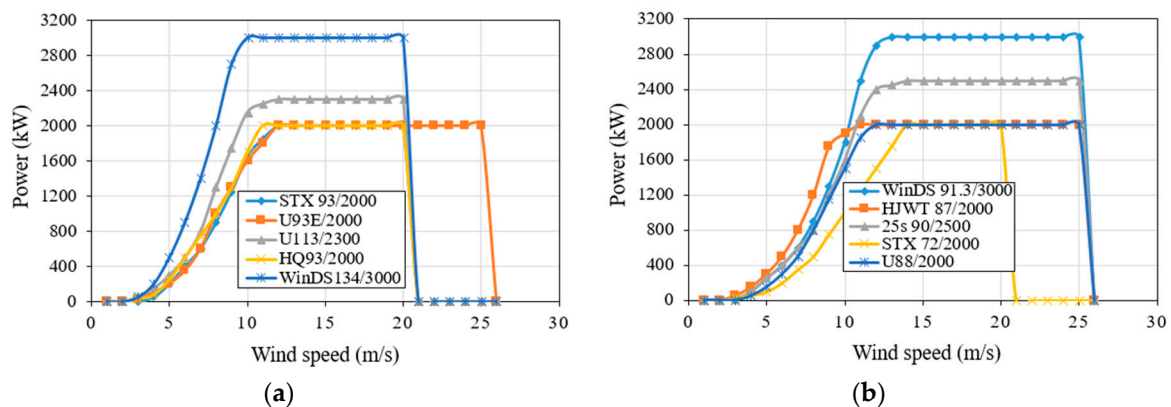 3200
2800
2400
2000
1600
1200
800
400
0
Power (kW)
STX 93/2000
U93E/2000
U113/2300
HQ93/2000
WinDS134/3000
0 5 10 15 20 25 30
Wind speed (m/s)
(a)
3200
2800
2400
2000
1600
1200
800
400
0
Power (kW)
WinDS 91.3/3000
HJWT 87/2000
25s 90/2500
STX 72/2000
U88/2000
0 5 10 15 20 25 30
Wind speed (m/s)
(b)